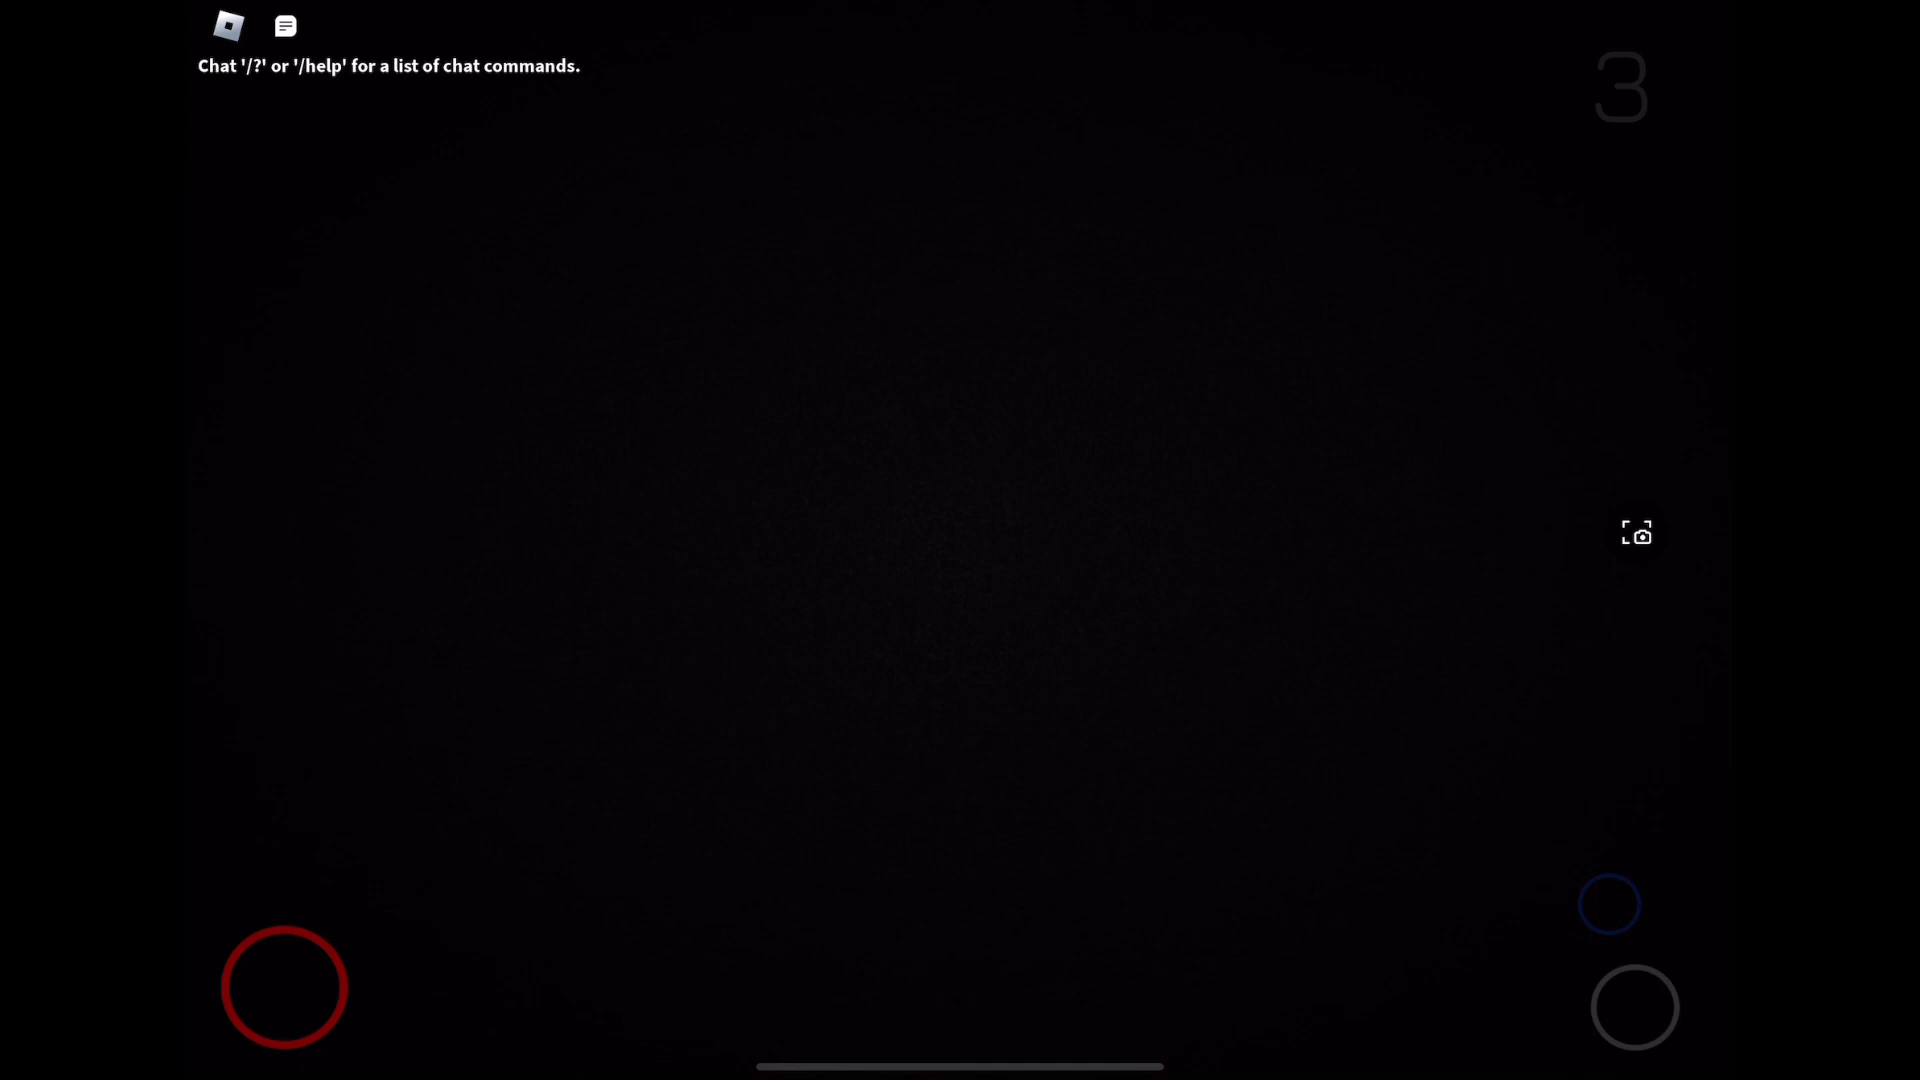 Chat '/?' or '/help' for a list of chat commands.
3